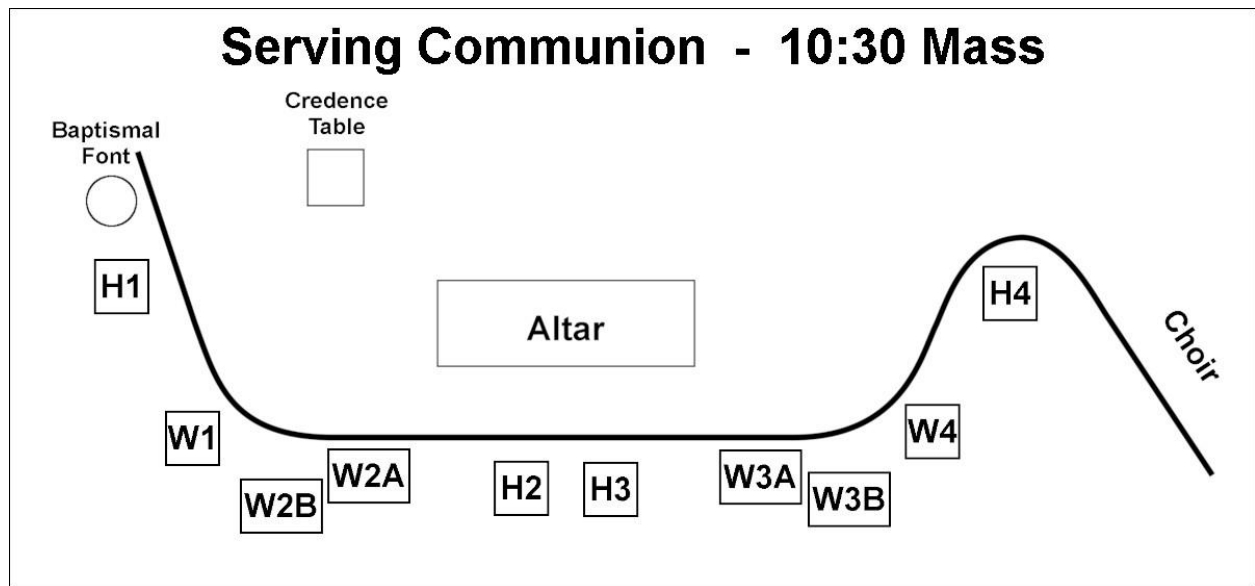 Serving Communion - 10:30 Mass
Credence
Table
Baptismal
Font
H1
Altar
H4
Choir
W1
W2B
W2A
H2
H3
W3A
W3B
W4